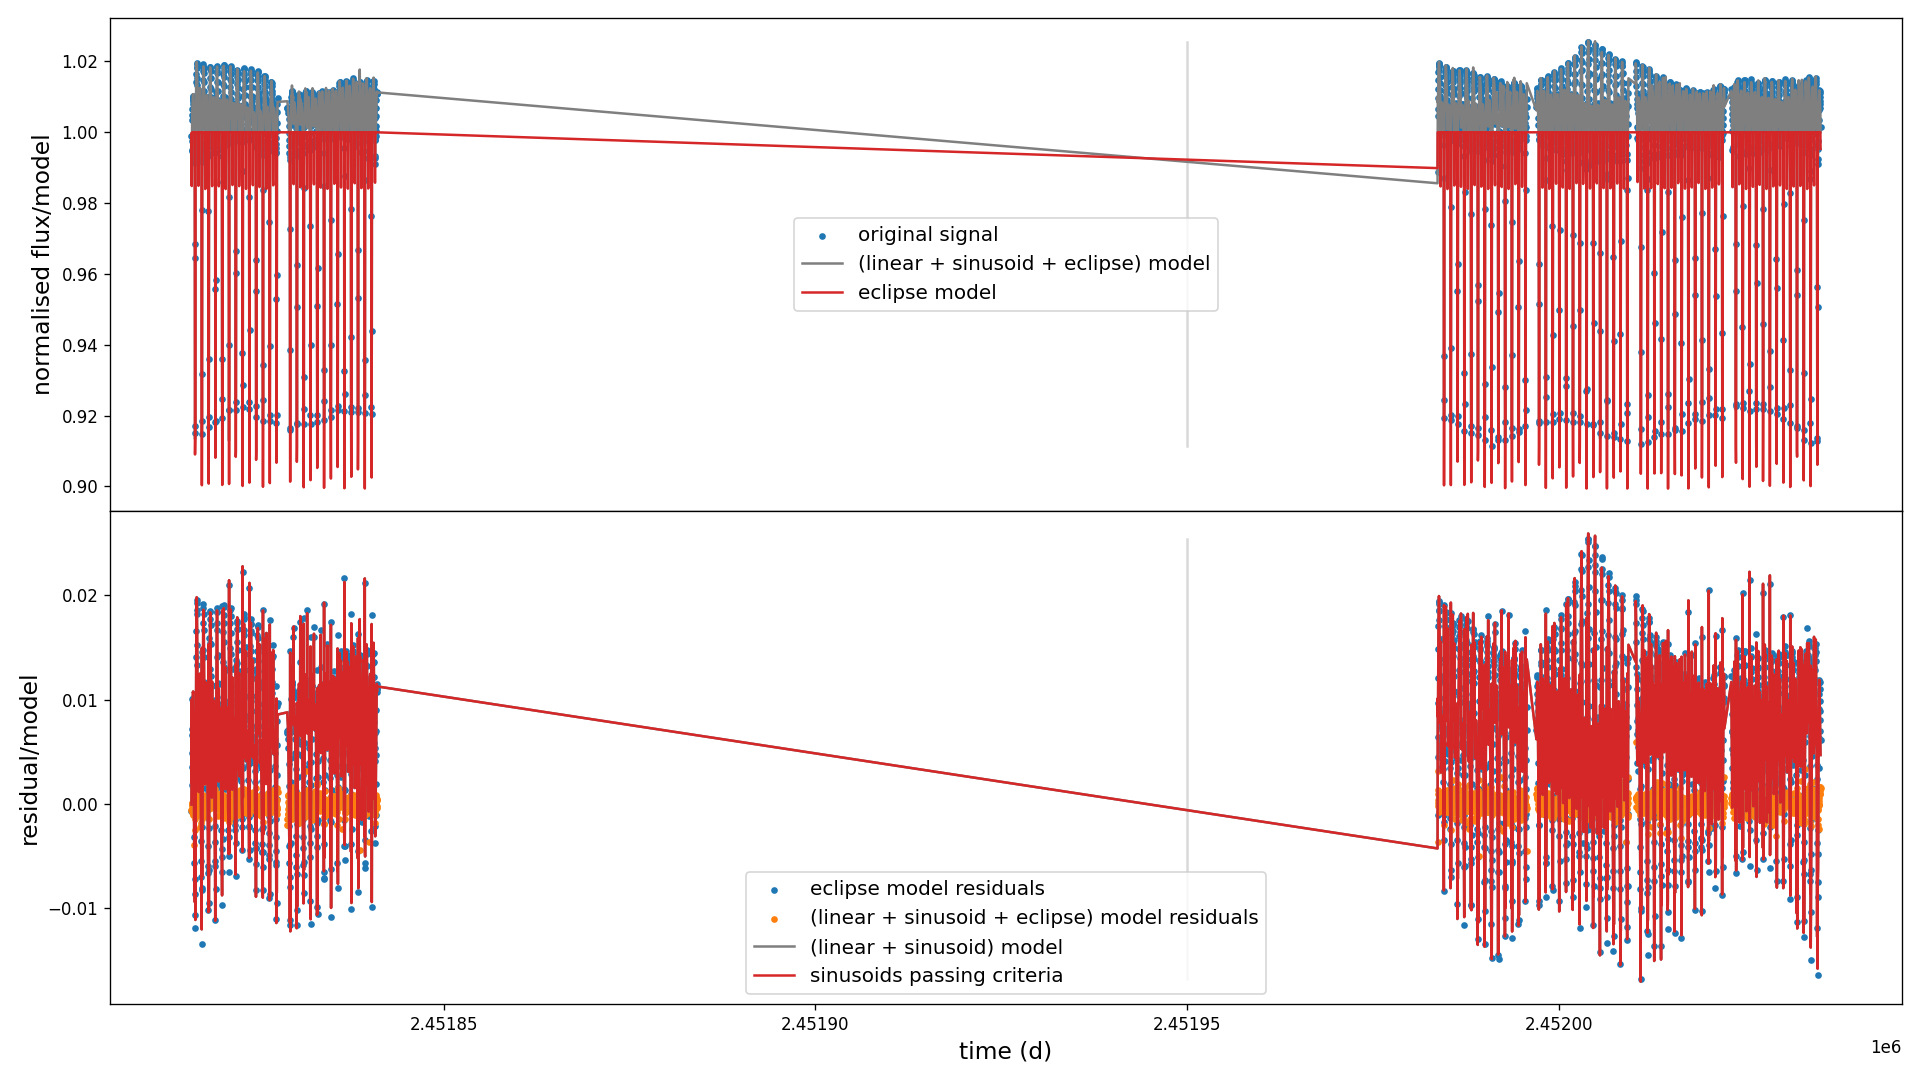 normalised flux/model
1.02
1.00
0.98
0.96
0.94
0.92
0.90
original signal
(linear + sinusoid + eclipse) model
eclipse model
residual/model
0.02
0.01
0.00
−0.01
eclipse model residuals
(linear + sinusoid + eclipse) model residuals
(linear + sinusoid) model
sinusoids passing criteria
2.45185
2.45190
2.45195
2.45200
1e6
time (d)